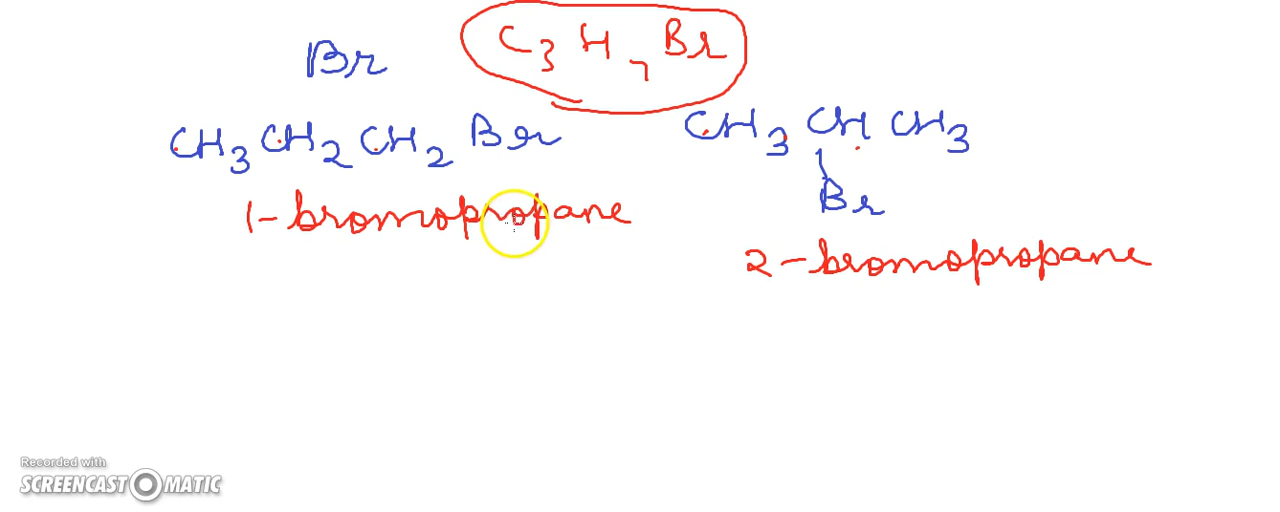 C3H7Br
Br
CH3CH2CH2Br
CH3CHCH3
Br
1-bromopropane
2-bromopropane
Recorded with
SCREENCAST MATIC